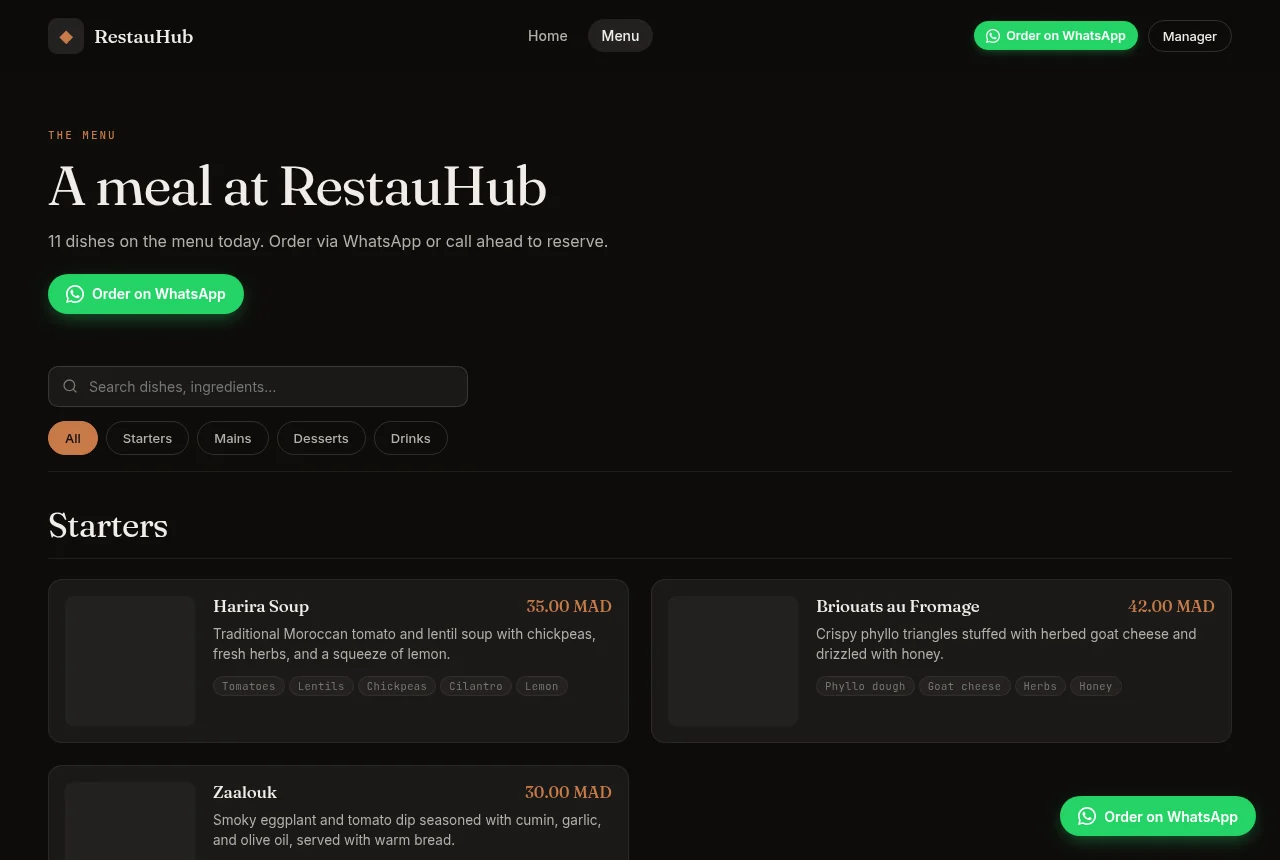 RestauHub
Home
Menu
Order on WhatsApp
Manager
THE MENU
A meal at RestauHub
11 dishes on the menu today. Order via WhatsApp or call ahead to reserve.
Order on WhatsApp
Search dishes, ingredients...
All
Starters
Mains
Desserts
Drinks
Starters
Harira Soup
35.00 MAD
Traditional Moroccan tomato and lentil soup with chickpeas,
fresh herbs, and a squeeze of lemon.
Tomatoes
Lentils
Chickpeas
Cilantro
Lemon
Briouats au Fromage
42.00 MAD
Crispy phyllo triangles stuffed with herbed goat cheese and
drizzled with honey.
Phyllo dough
Goat cheese
Herbs
Honey
Zaalouk
30.00 MAD
Smoky eggplant and tomato dip seasoned with cumin, garlic,
and olive oil, served with warm bread.
Order on WhatsApp